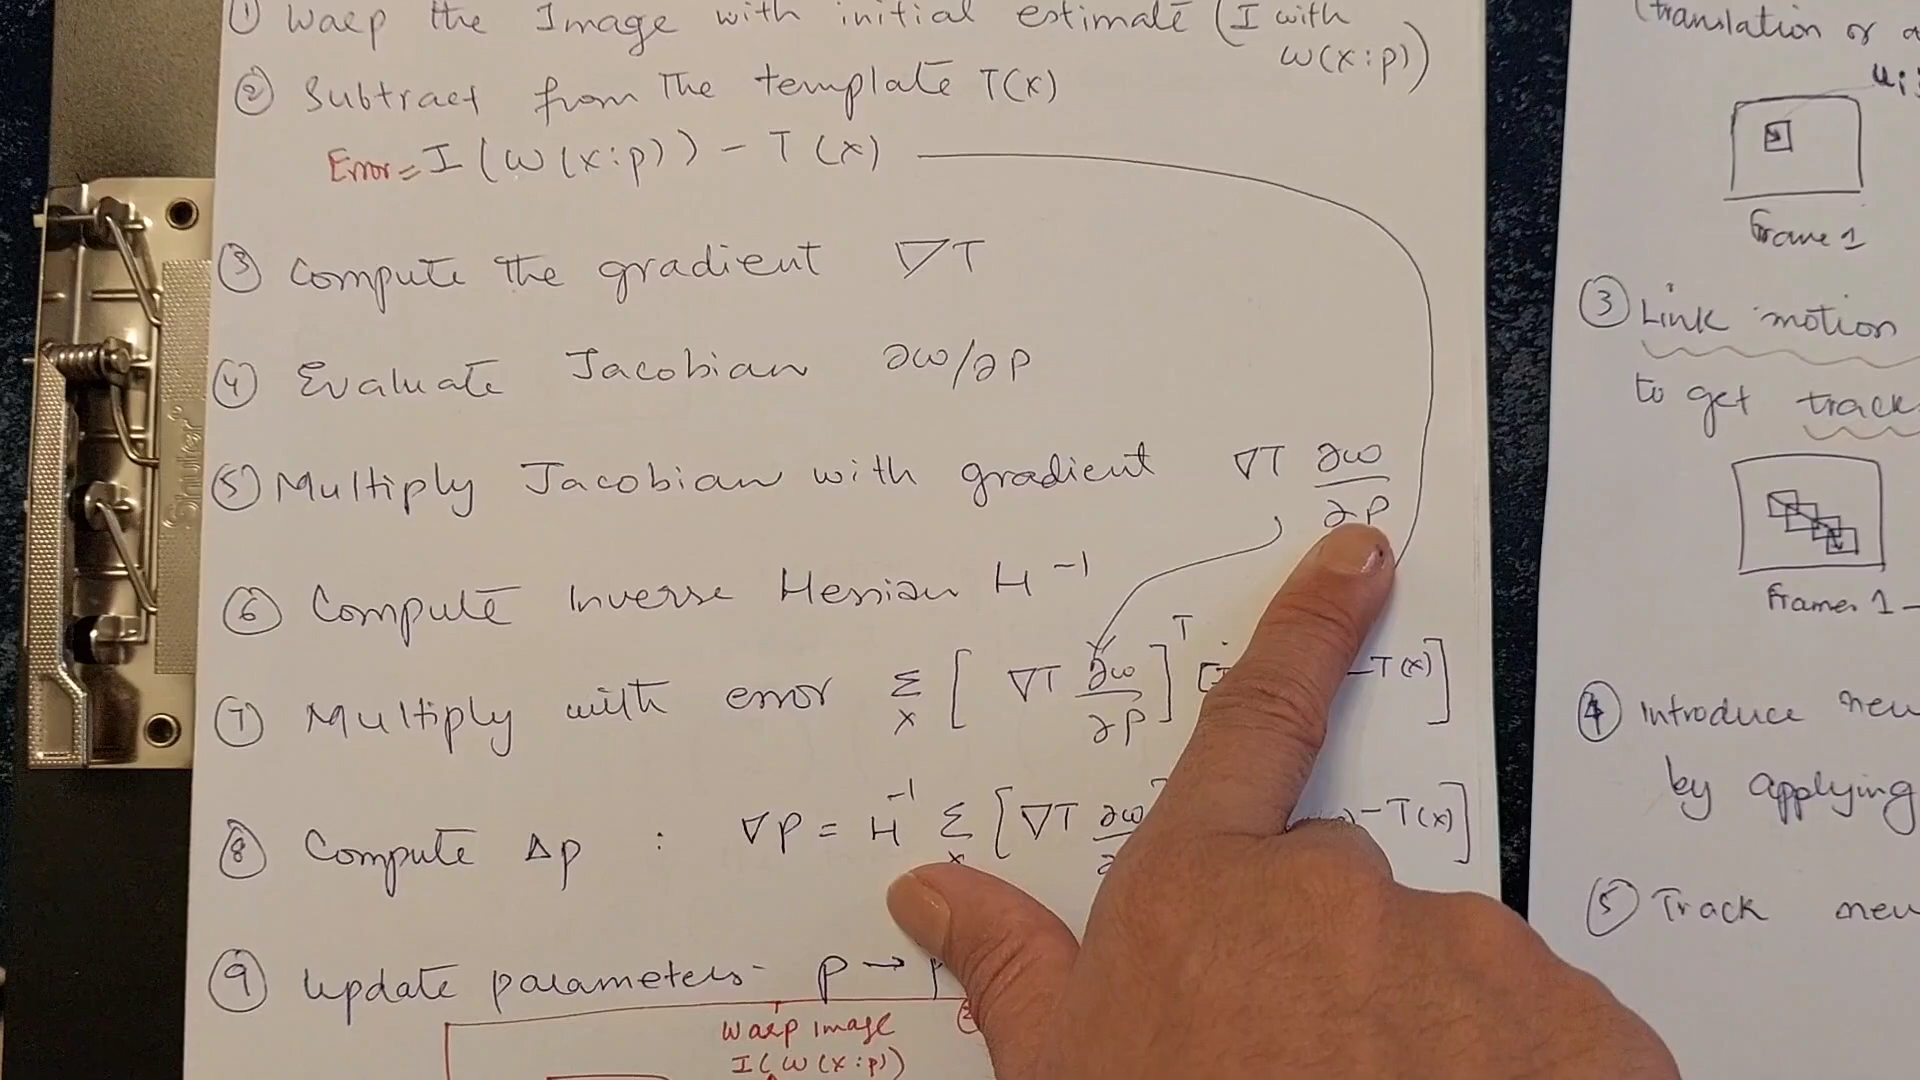 ① Warp the Image with initial estimate (I with
W(x:p))
② Subtract from The template T(x)
Error = I(W(x:p)) - T(x)
③ Compute the gradient ∇T
④ Evaluate Jacobian ∂w/∂p
⑤ Multiply Jacobian with gradient ∇T ∂w/∂p
⑥ Compute Inverse Hessian H⁻¹
⑦ Multiply with error Σx [∇T ∂w/∂p]ᵀ [I - T(x)]
⑧ Compute Δp : ∇p = H⁻¹ Σx [∇T ∂w - T(x)]
⑨ Update parameters - p →
Warp image
I(W(x:p))
Shuter
(translation or
Frame 1
③ Link motion
to get track
Frames 1 -
④ Introduce new
by applying
⑤ Track new